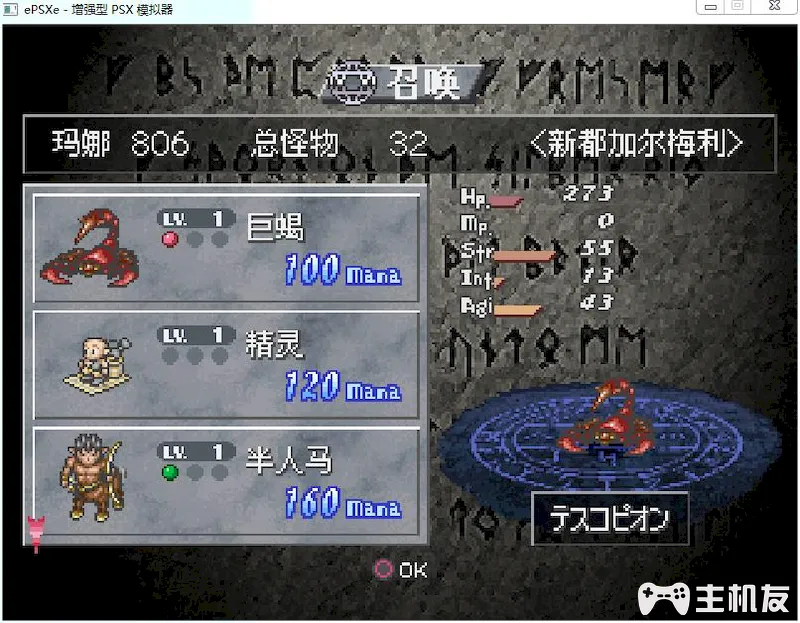 ePSXe - 增强型 PSX 模拟器
召唤
玛娜 806 总怪物 32 <新都加尔梅利>
LV. 1 巨蝎
100 mana
LV. 1 精灵
120 mana
LV. 1 半人马
160 mana
Hp. 273
Mp. 0
Str 55
Int 13
Agi 43
テスコピオン
OK
主机友